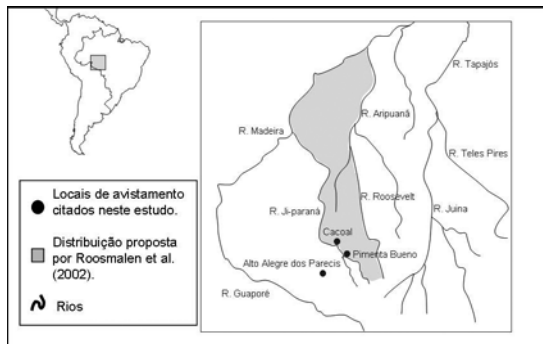 R. Tapajós
R. Aripuanã
R. Madeira
R. Teles Pires
R. Ji-paraná
R. Roosevelt
R. Juina
Cacoal
Pimenta Bueno
Alto Alegre dos Parecis
R. Guaporé
Locais de avistamento
citados neste estudo.
Distribuição proposta
por Roosmalen et al.
(2002).
Rios